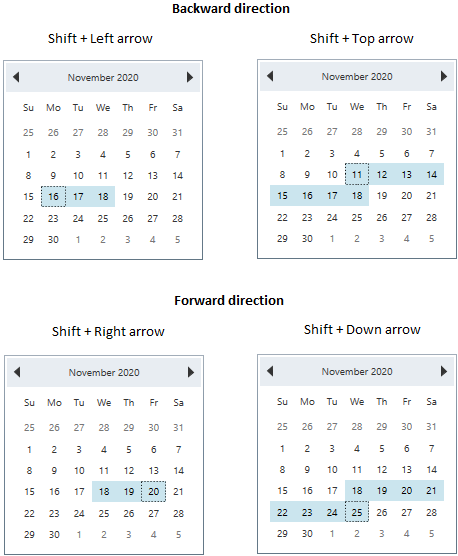 Backward direction
Shift + Left arrow
November 2020
Su Mo Tu We Th Fr Sa
25 26 27 28 29 30 31
1 2 3 4 5 6 7
8 9 10 11 12 13 14
15 16 17 18 19 20 21
22 23 24 25 26 27 28
29 30 1 2 3 4 5
Shift + Top arrow
November 2020
Su Mo Tu We Th Fr Sa
25 26 27 28 29 30 31
1 2 3 4 5 6 7
8 9 10 11 12 13 14
15 16 17 18 19 20 21
22 23 24 25 26 27 28
29 30 1 2 3 4 5
Forward direction
Shift + Right arrow
November 2020
Su Mo Tu We Th Fr Sa
25 26 27 28 29 30 31
1 2 3 4 5 6 7
8 9 10 11 12 13 14
15 16 17 18 19 20 21
22 23 24 25 26 27 28
29 30 1 2 3 4 5
Shift + Down arrow
November 2020
Su Mo Tu We Th Fr Sa
25 26 27 28 29 30 31
1 2 3 4 5 6 7
8 9 10 11 12 13 14
15 16 17 18 19 20 21
22 23 24 25 26 27 28
29 30 1 2 3 4 5